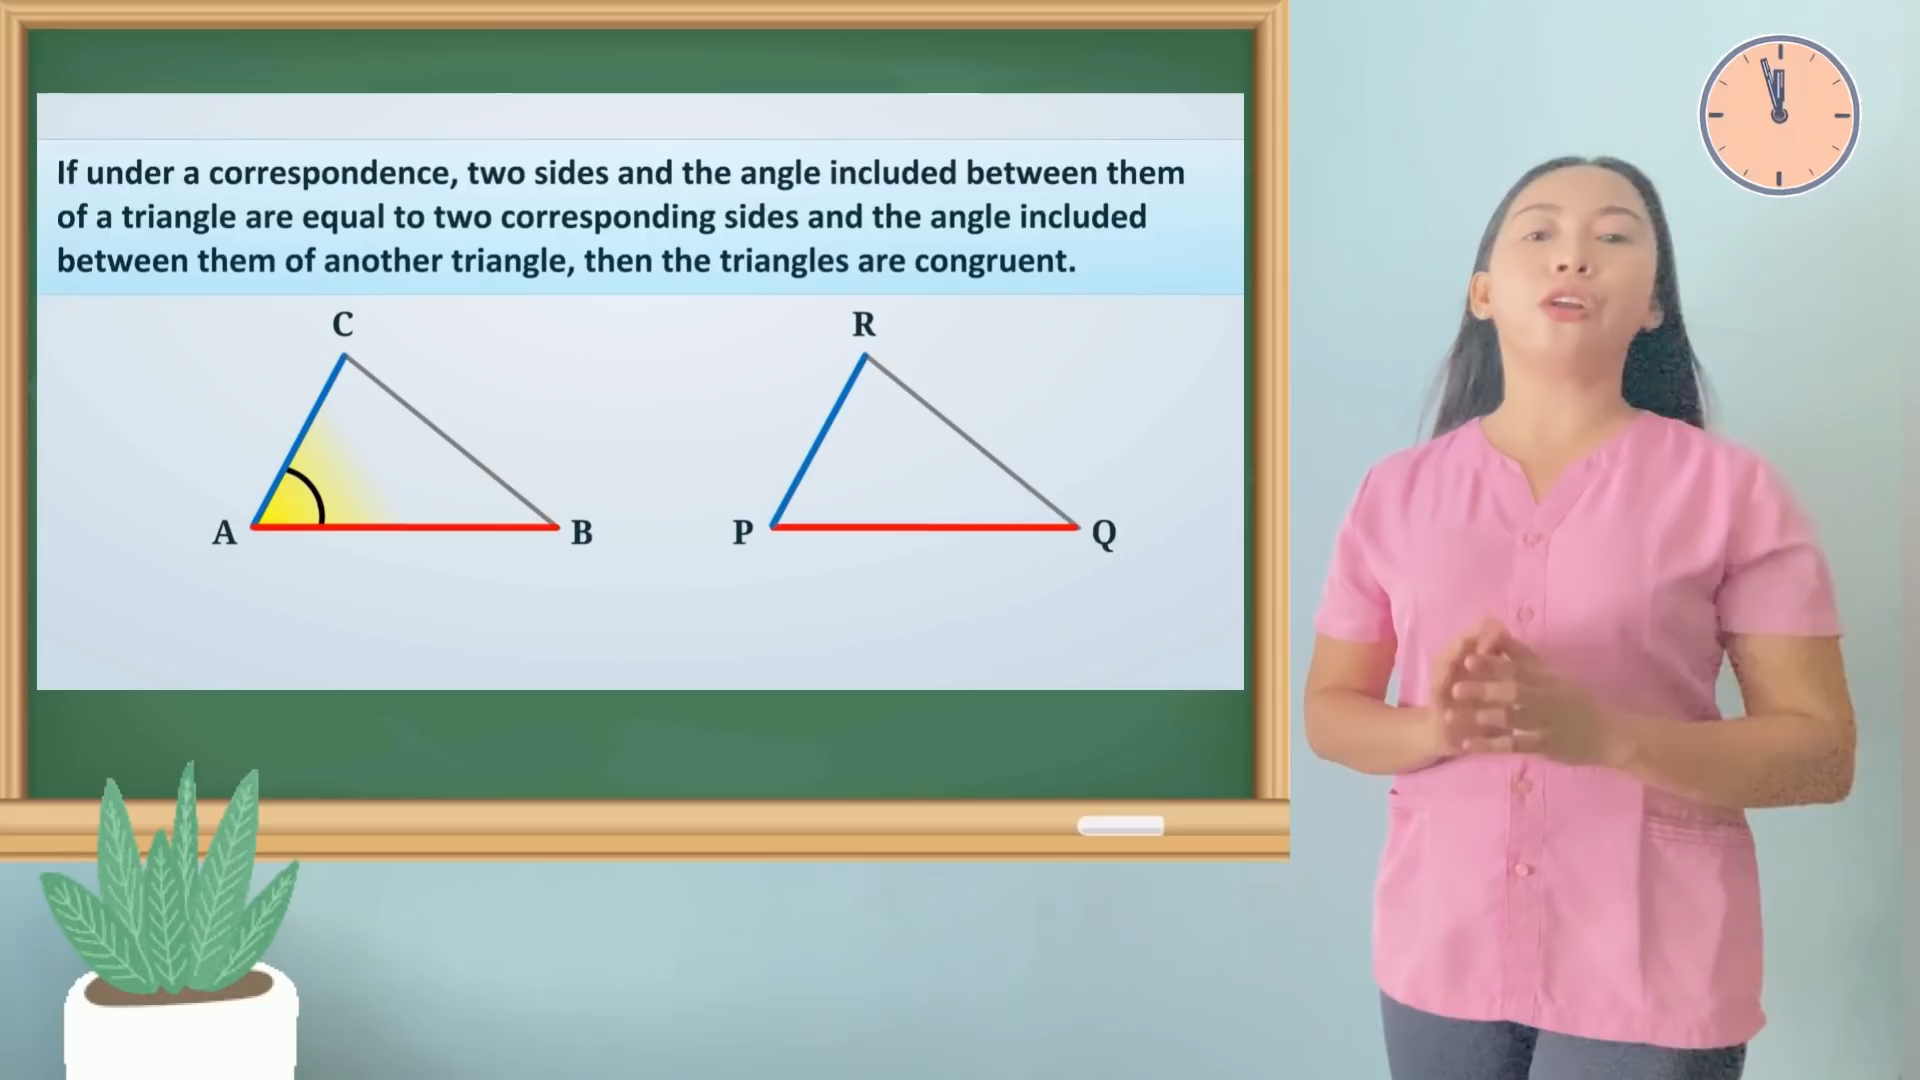 If under a correspondence, two sides and the angle included between them
of a triangle are equal to two corresponding sides and the angle included
between them of another triangle, then the triangles are congruent.
C
R
A
B
P
Q